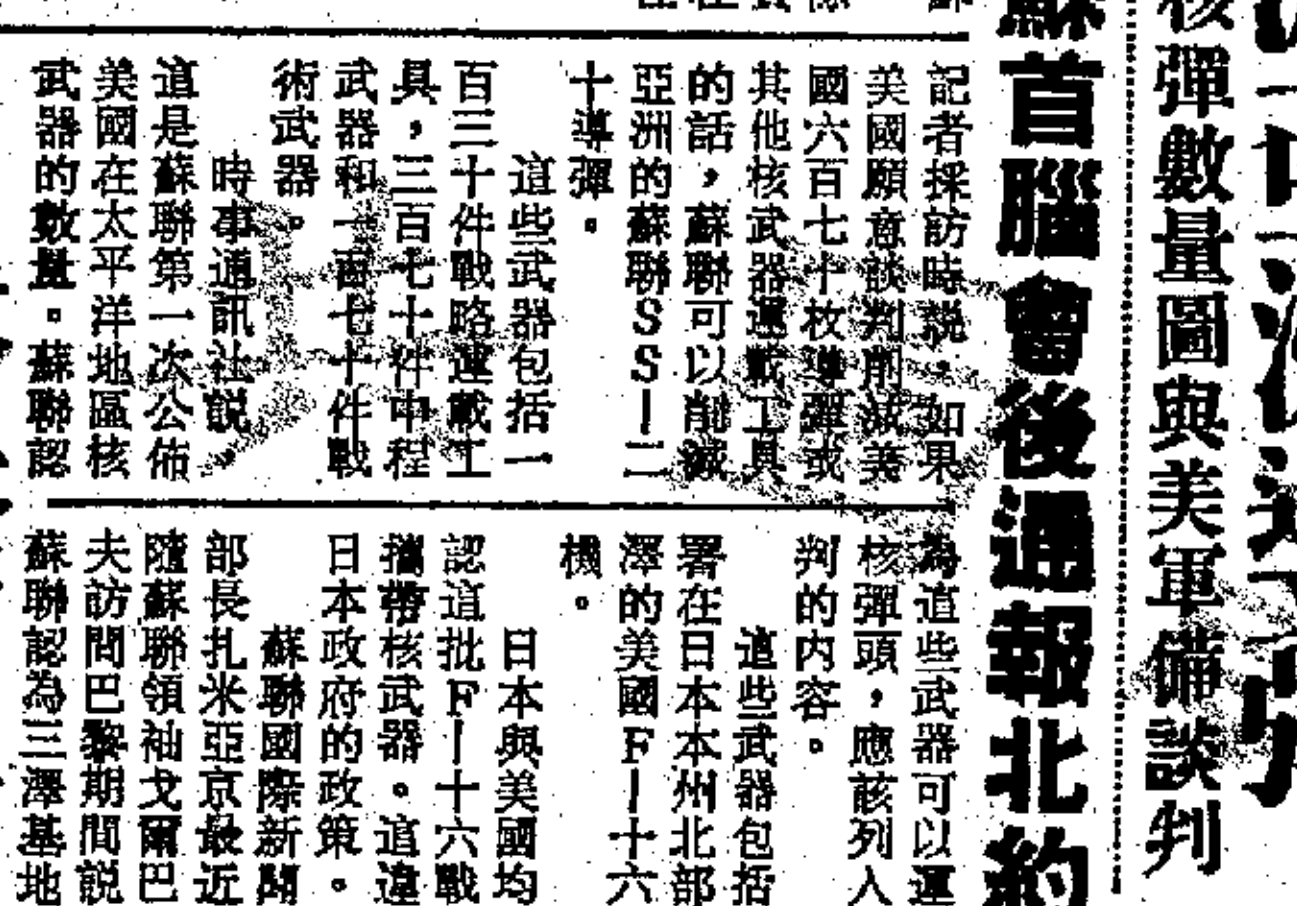 核彈數量圖與美軍備談判
蘇首腦會後通報北約
記者採訪時説,如果
美國願意談判削減美
國六百七十枚導彈或
其他核武器運載工具
的話,蘇聯可以削減
亞洲的蘇聯SS—二
十導彈。
這些武器包括一
百三十件戰略運載工
具,三百七十件中程
武器和一百七十件戰
術武器。
時事通訊社説
這是蘇聯第一次公佈
美國在太平洋地區核
武器的數量。蘇聯認
為這些武器可以運
核彈頭,應該列入
判的内容。
這些武器包括
署在日本本州北部
澤的美國F—十六
機。
日本與美國均
認這批F—十六戰
攜帶核武器。這違
日本政府的政策。
蘇聯國際新聞
部長扎米亞京最近
隨蘇聯領袖戈爾巴
夫訪問巴黎期間説
蘇聯認為三澤基地